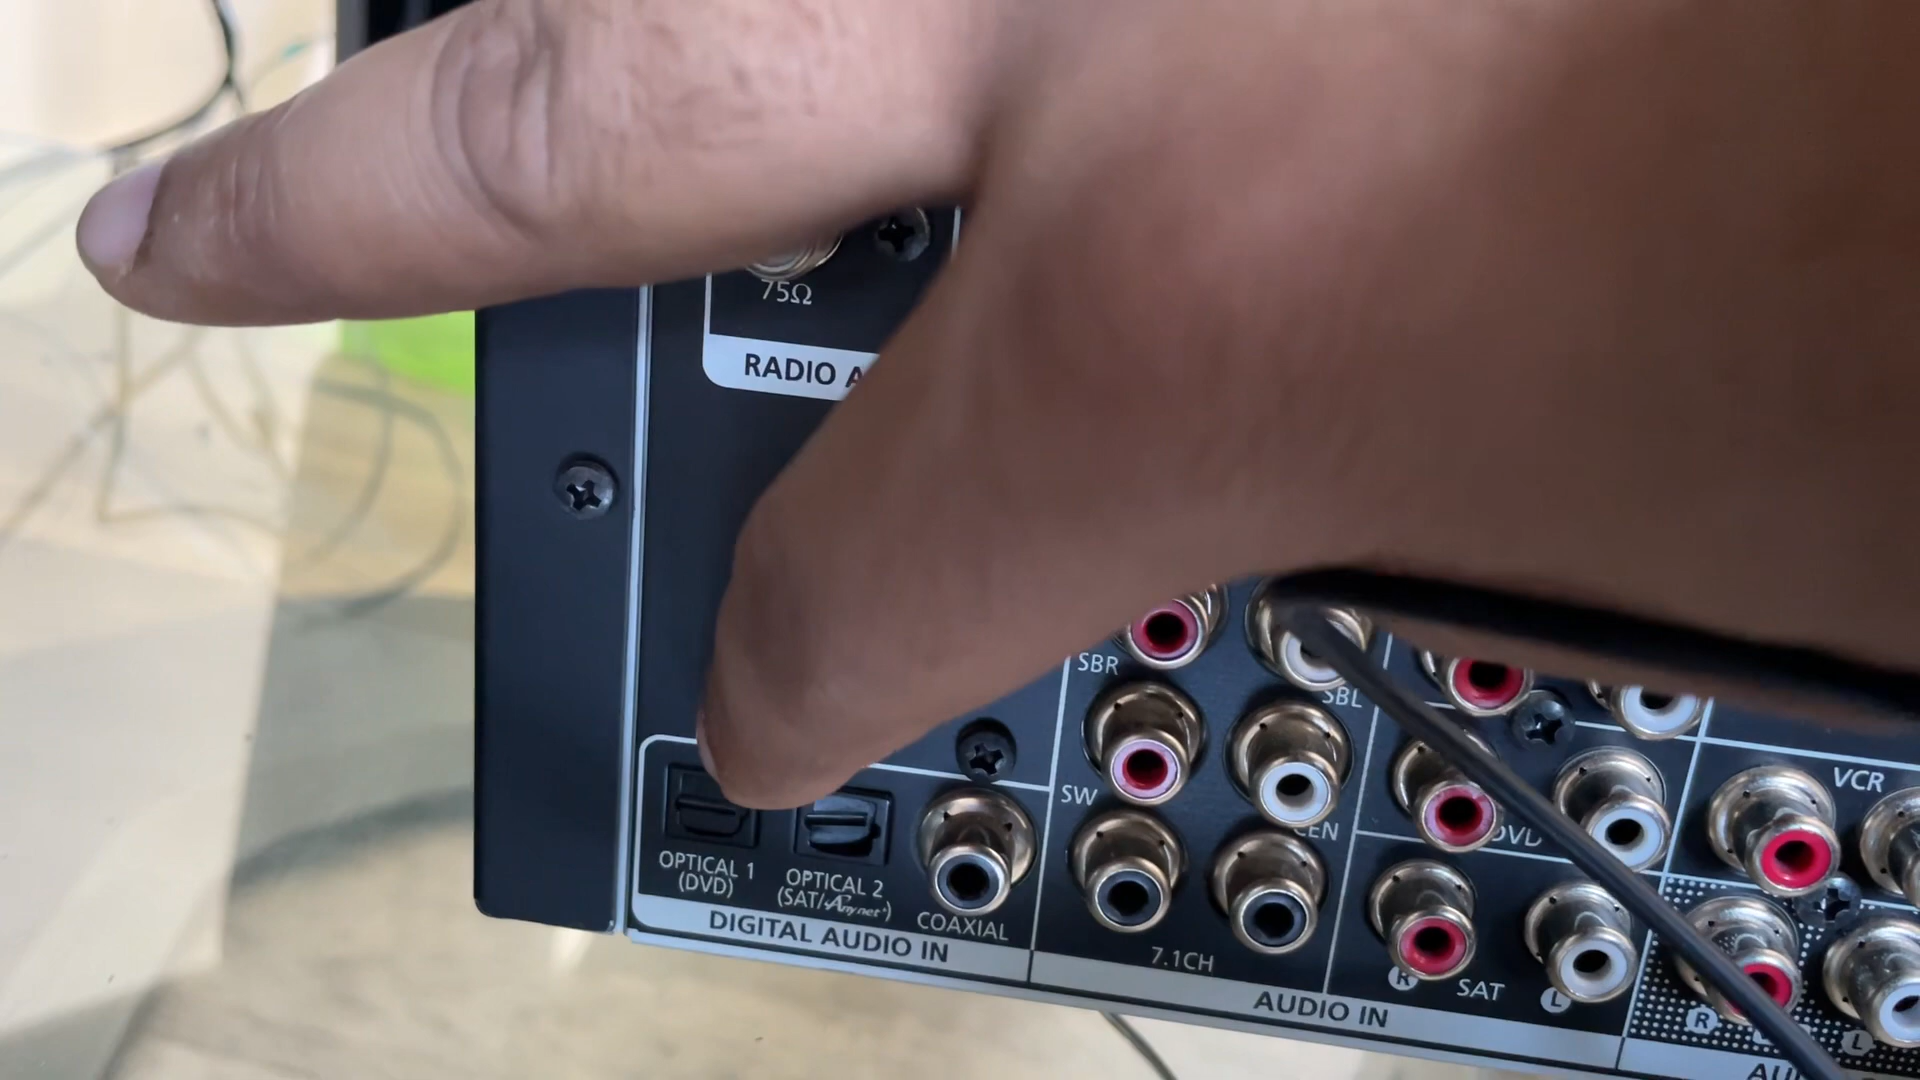 75Ω
RADIO
SBR
SBL
SW
CEN
DVD
VCR
OPTICAL 1
(DVD)
OPTICAL 2
(SAT/Anynet+)
COAXIAL
DIGITAL AUDIO IN
7.1CH
R
SAT
L
AUDIO IN
R
L